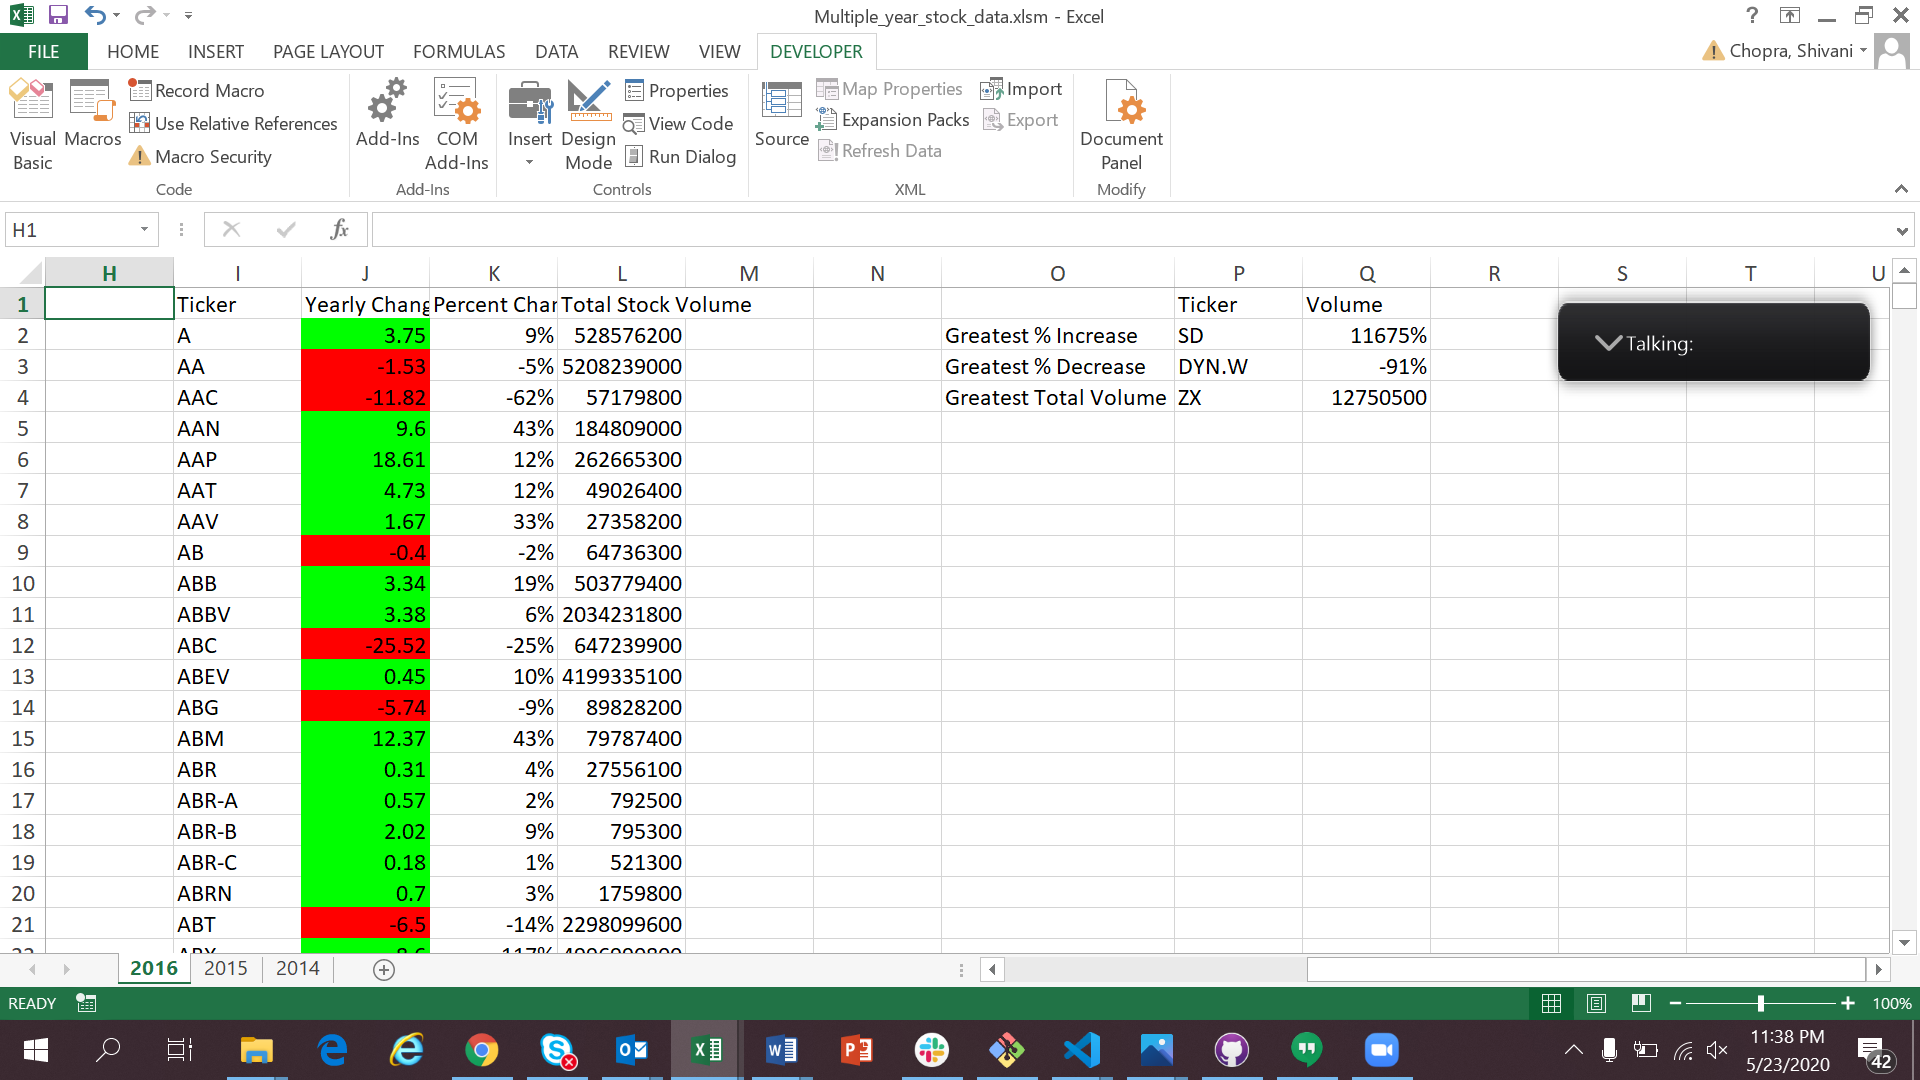 Multiple_year_stock_data.xlsm - Excel
?
FILE HOME INSERT PAGE LAYOUT FORMULAS DATA REVIEW VIEW DEVELOPER
Chopra, Shivani
Visual Basic
Macros
Record Macro
Use Relative References
Macro Security
Code
Add-Ins
COM Add-Ins
Add-Ins
Insert
Design Mode
Properties
View Code
Run Dialog
Controls
Source
Map Properties
Expansion Packs
Refresh Data
Import
Export
XML
Document Panel
Modify
H1
fx
H I J K L M N O P Q R S T U
1 Ticker Yearly Chang Percent Char Total Stock Volume Ticker Volume
2 A 3.75 9% 528576200 Greatest % Increase SD 11675%
3 AA -1.53 -5% 5208239000 Greatest % Decrease DYN.W -91%
4 AAC -11.82 -62% 57179800 Greatest Total Volume ZX 12750500
5 AAN 9.6 43% 184809000
6 AAP 18.61 12% 262665300
7 AAT 4.73 12% 49026400
8 AAV 1.67 33% 27358200
9 AB -0.4 -2% 64736300
10 ABB 3.34 19% 503779400
11 ABBV 3.38 6% 2034231800
12 ABC -25.52 -25% 647239900
13 ABEV 0.45 10% 4199335100
14 ABG -5.74 -9% 89828200
15 ABM 12.37 43% 79787400
16 ABR 0.31 4% 27556100
17 ABR-A 0.57 2% 792500
18 ABR-B 2.02 9% 795300
19 ABR-C 0.18 1% 521300
20 ABRN 0.7 3% 1759800
21 ABT -6.5 -14% 2298099600
Talking:
2016 2015 2014
READY
100%
11:38 PM
5/23/2020
42